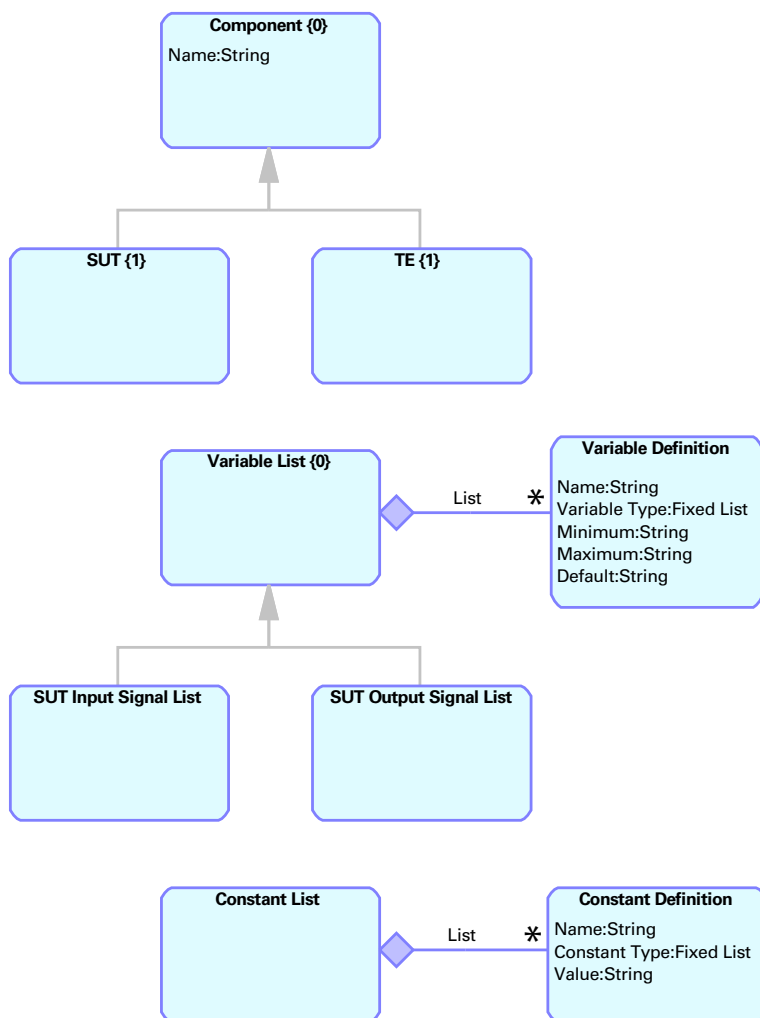 Component {0}
Name:String
SUT {1}
TE {1}
Variable List {0}
List
*
Variable Definition
Name:String
Variable Type:Fixed List
Minimum:String
Maximum:String
Default:String
SUT Input Signal List
SUT Output Signal List
Constant List
List
*
Constant Definition
Name:String
Constant Type:Fixed List
Value:String